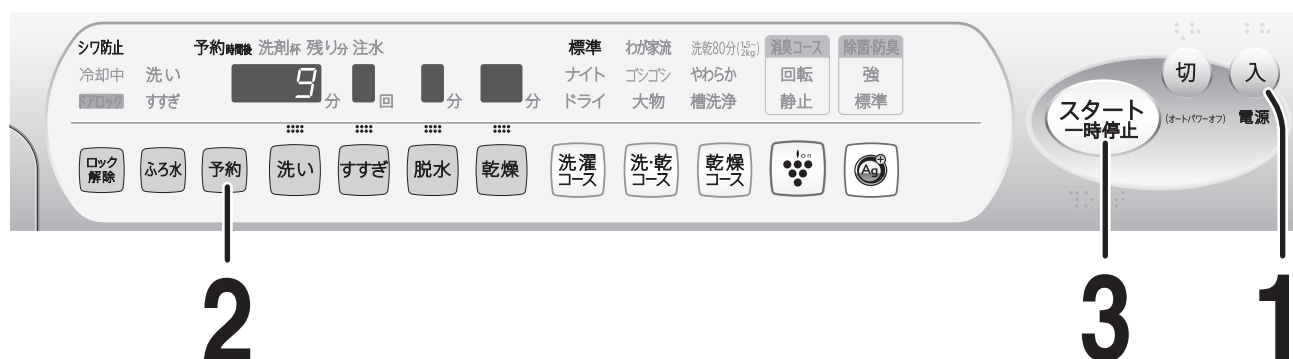 シワ防止 予約時間後 洗剤杯 残り分 注水 標準 わが家流 洗乾80分 消臭コース 除菌防臭
冷却中 洗い ナイト ゴシゴシ やわらか 回転 強
ドアロック すすぎ 9 分 回 分 分 ドライ 大物 槽洗浄 静止 標準
ロック解除 ふろ水 予約 洗い すすぎ 脱水 乾燥 洗濯コース 洗・乾コース 乾燥コース ion Ag+
切 入
スタート
一時停止
(オートパワーオフ) 電源
2 3 1